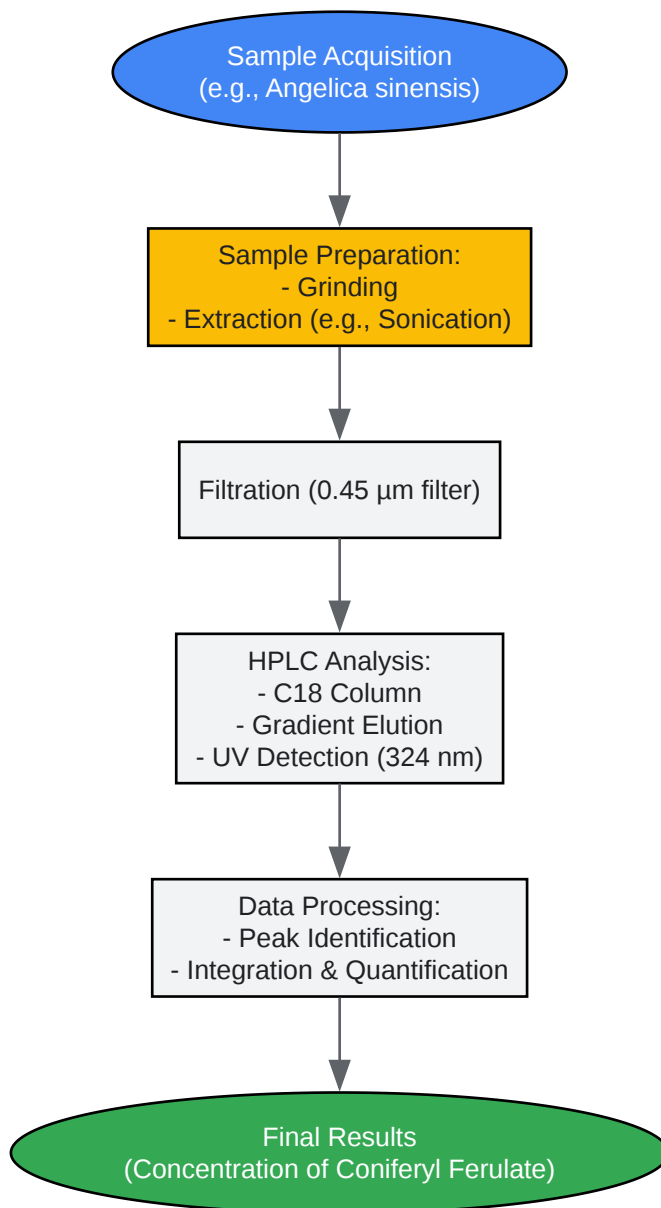 Sample Acquisition
(e.g., Angelica sinensis)
Sample Preparation:
- Grinding
- Extraction (e.g., Sonication)
Filtration (0.45 µm filter)
HPLC Analysis:
- C18 Column
- Gradient Elution
- UV Detection (324 nm)
Data Processing:
- Peak Identification
- Integration & Quantification
Final Results
(Concentration of Coniferyl Ferulate)